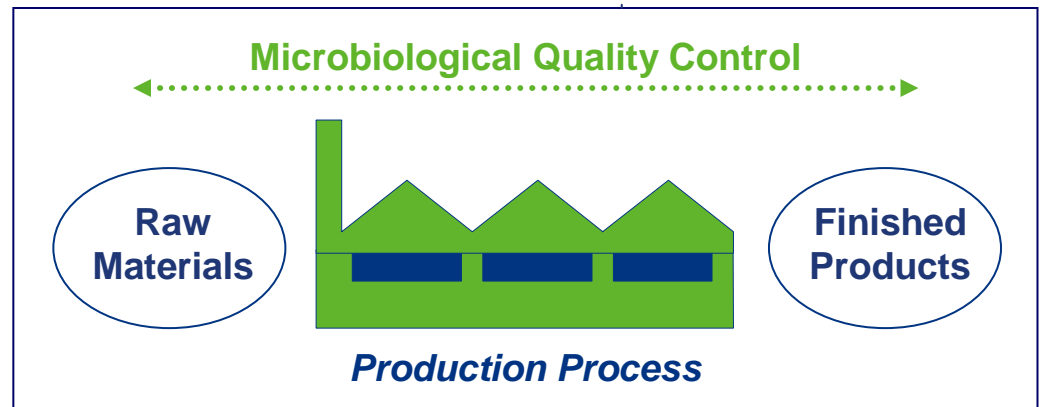 Microbiological Quality Control
Raw
Materials
Finished
Products
Production Process